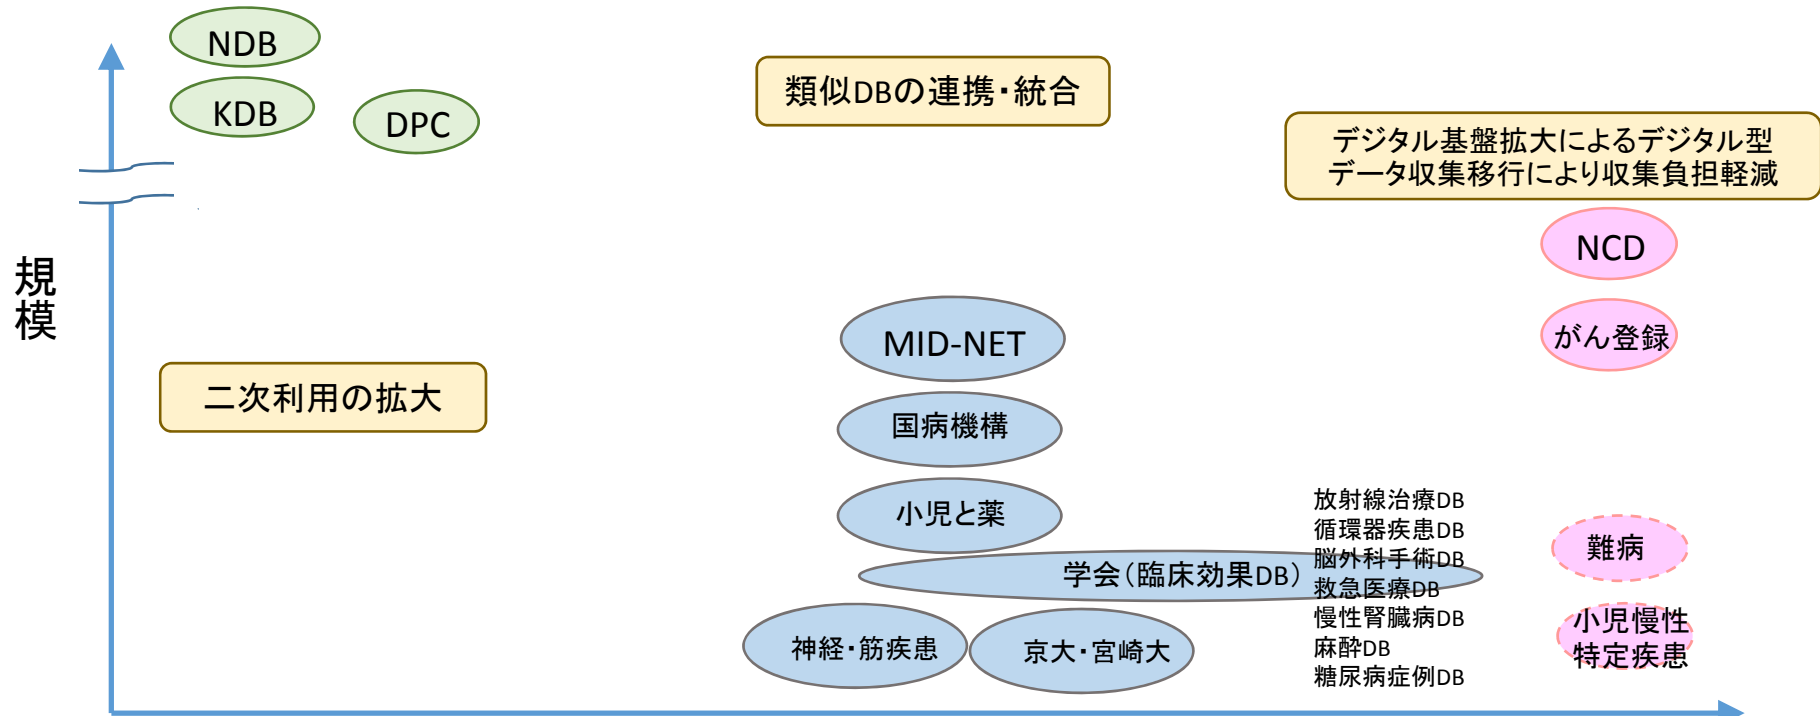 NDB
KDB
DPC
類似DBの連携・統合
デジタル基盤拡大によるデジタル型
データ収集移行により収集負担軽減
規模
NCD
がん登録
MID-NET
二次利用の拡大
国病機構
小児と薬
放射線治療DB
循環器疾患DB
脳外科手術DB
救急医療DB
慢性腎臓病DB
麻酔DB
糖尿病症例DB
難病
学会（臨床効果DB）
小児慢性
特定疾患
神経・筋疾患
京大・宮崎大